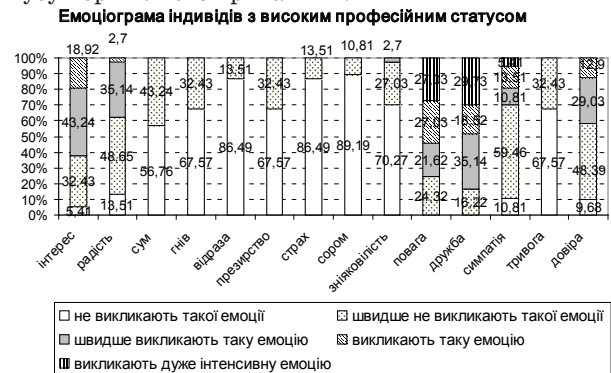 Емоціограма індивідів з високим професійним статусом
18,92 2,7 13,51 10,81 2,7
100% 13,51 12,9
90% 32,43 32,43 27,03 13,51 32,43
80% 35,14 43,24 27,03 29,73 29,03
70% 10,81
60% 43,24 18,92
50% 48,65 86,49 86,49 89,19 59,46 48,39
40% 56,76 67,57 67,57 70,27 21,62 35,14 67,57
30% 32,43
20% 24,32
10% 13,51 16,22 10,81 9,68
0% 5,41
інтерес радість сум гнів відраза презирство страх сором зніяковілість повага дружба симпатія тривога довіра
не викликають такої емоції швидше не викликають такої емоції
швидше викликають таку емоцію викликають таку емоцію
викликають дуже інтенсивну емоцію